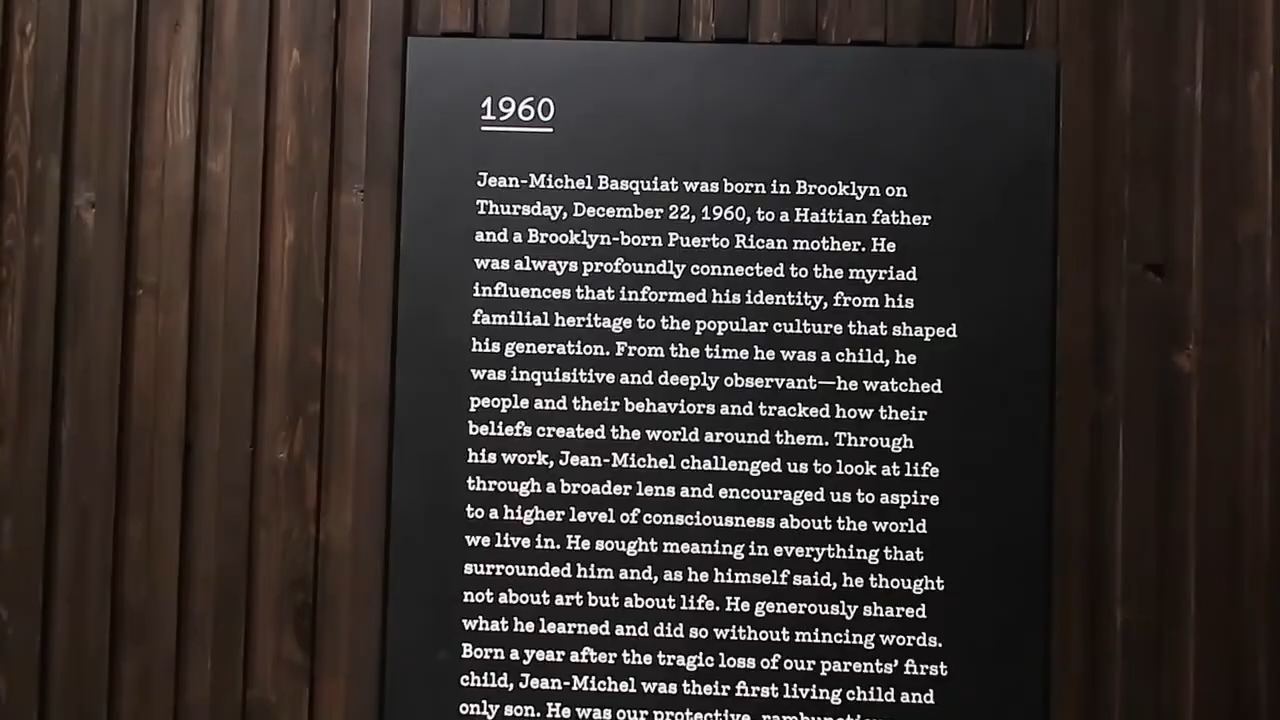 1960
Jean-Michel Basquiat was born in Brooklyn on
Thursday, December 22, 1960, to a Haitian father
and a Brooklyn-born Puerto Rican mother. He
was always profoundly connected to the myriad
influences that informed his identity, from his
familial heritage to the popular culture that shaped
his generation. From the time he was a child, he
was inquisitive and deeply observant—he watched
people and their behaviors and tracked how their
beliefs created the world around them. Through
his work, Jean-Michel challenged us to look at life
through a broader lens and encouraged us to aspire
to a higher level of consciousness about the world
we live in. He sought meaning in everything that
surrounded him and, as he himself said, he thought
not about art but about life. He generously shared
what he learned and did so without mincing words.
Born a year after the tragic loss of our parents’ first
child, Jean-Michel was their first living child and
only son. He was our protective,